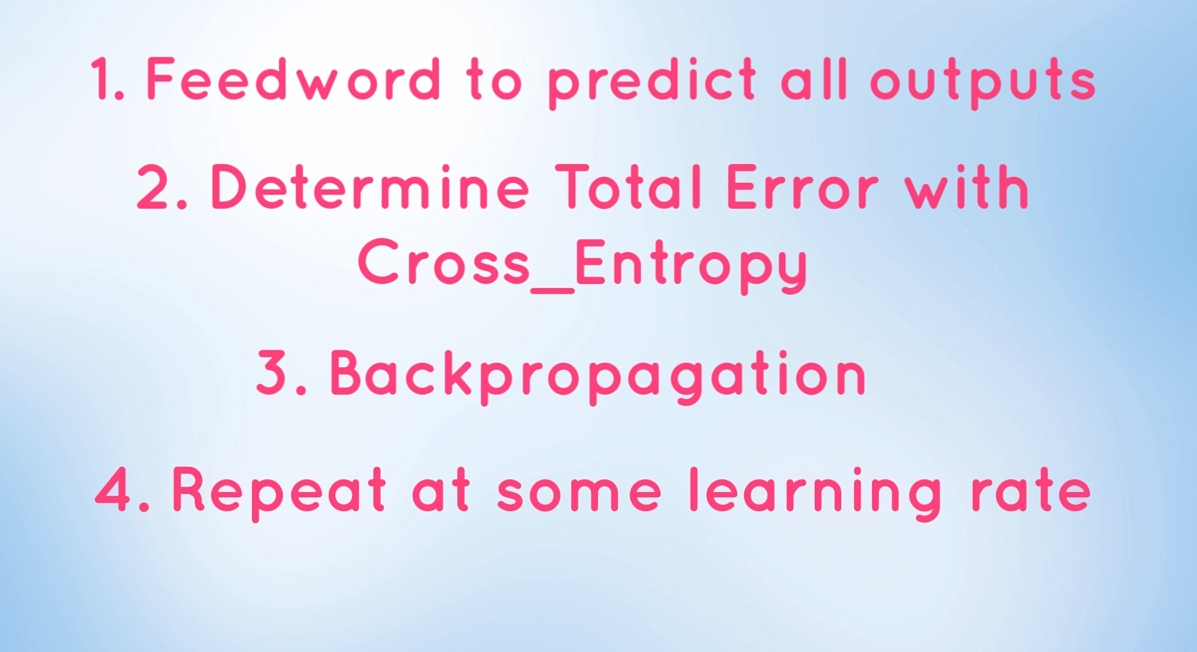 1. Feedword to predict all outputs
2. Determine Total Error with
Cross_Entropy
3. Backpropagation
4. Repeat at some learning rate